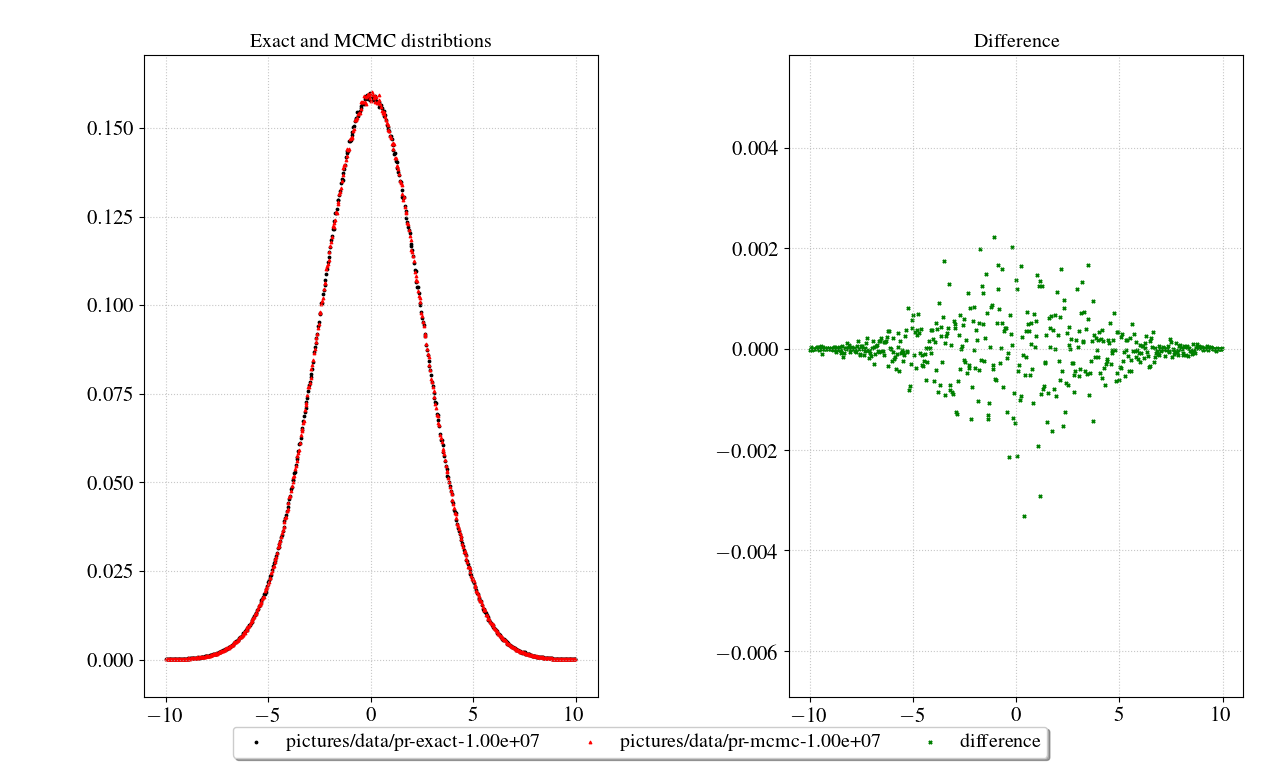 Exact and MCMC distribtions
0.150
0.125
0.100
0.075
0.050
0.025
0.000
−10 −5 0 5 10
Difference
0.004
0.002
0.000
−0.002
−0.004
−0.006
−10 −5 0 5 10
pictures/data/pr-exact-1.00e+07 pictures/data/pr-mcmc-1.00e+07 difference